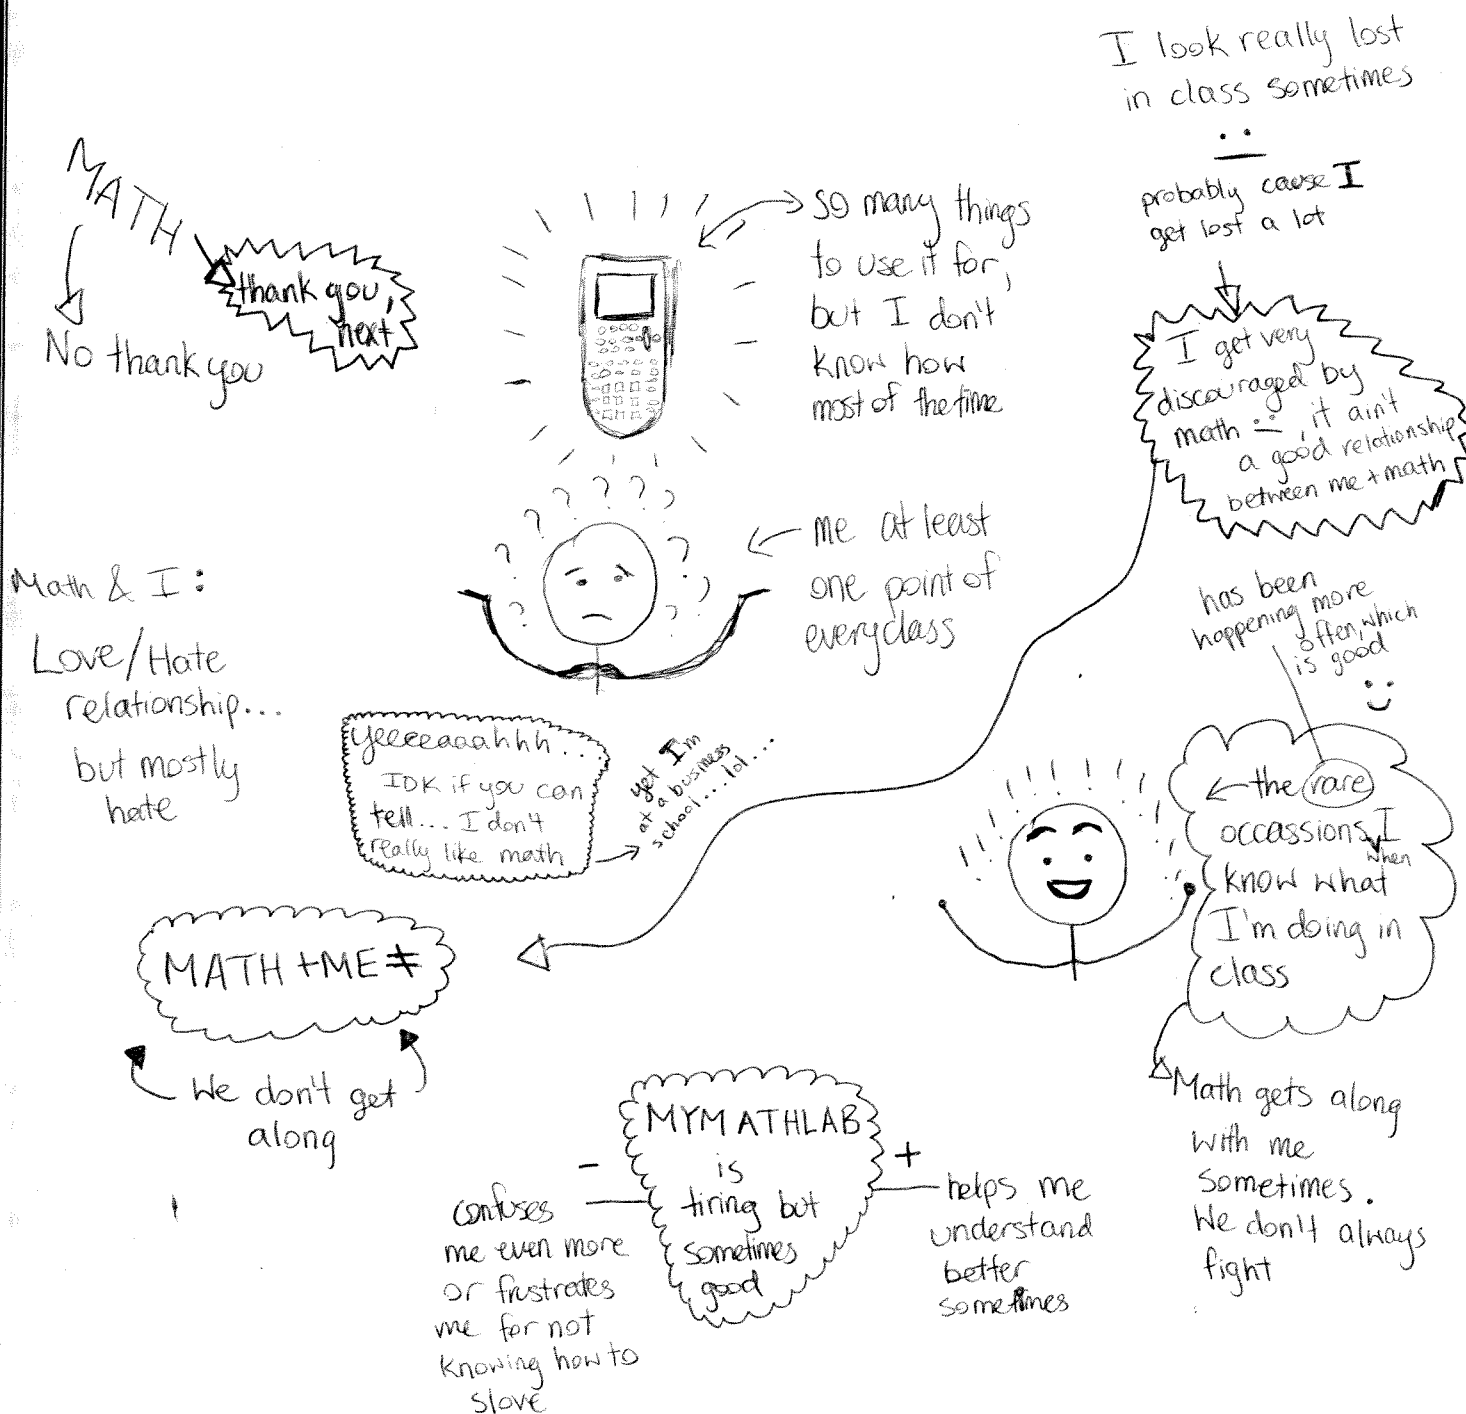 I look really lost
in class sometimes
probably cause I
get lost a lot
MATH
thank you,
next
No thank you
so many things
to use it for,
but I don't
know how
most of the time
I get very
discouraged by
math , it ain't
a good relationship
between me + math
? ? ? ? ? ? ? ? ? ? ?
me at least
one point of
everyclass
Math & I:
Love/Hate
relationship...
but mostly
hate
has been
happening more
often, which
is good
yeeeeaaahhh...
IDK if you can
tell... I don't
really like math
yet I'm
at a business
school...lol...
the rare
occassions I
when
know what
I'm doing in
class
MATH +ME ≠
We don't get
along
MYMATHLAB
is
tiring but
sometimes
good
-
confuses
me even more
or frustrates
me for not
knowing how to
slove
+
helps me
understand
better
sometimes
Math gets along
with me
sometimes.
We don't always
fight